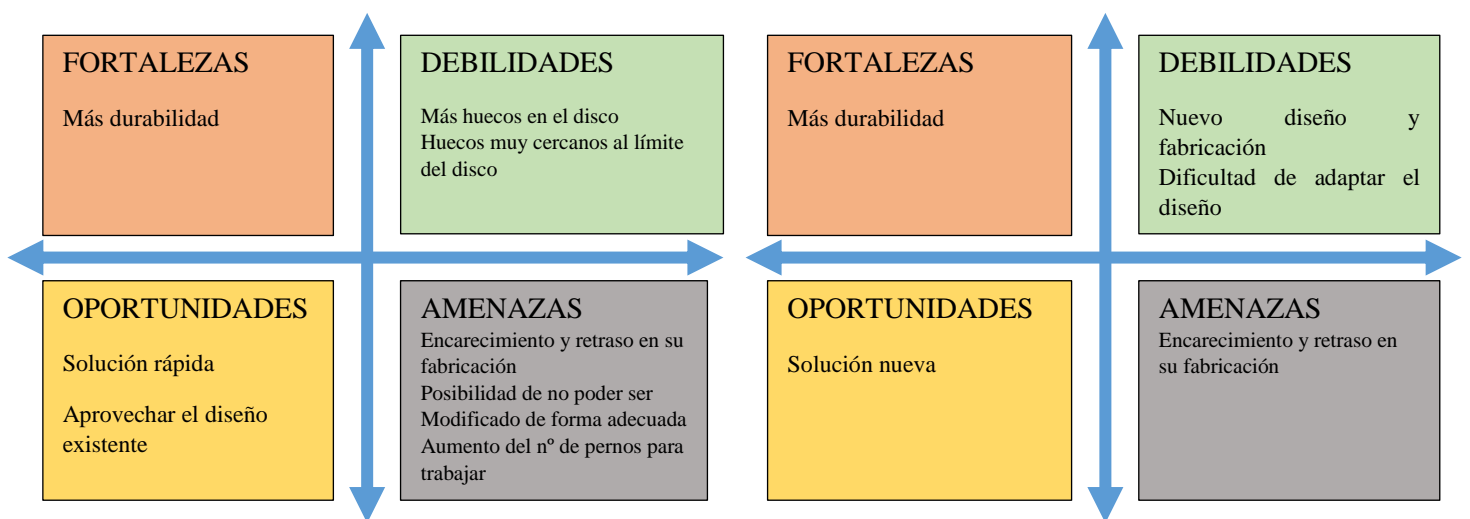 FORTALEZAS
Más durabilidad
DEBILIDADES
Más huecos en el disco
Huecos muy cercanos al límite
del disco
OPORTUNIDADES
Solución rápida
Aprovechar el diseño
existente
AMENAZAS
Encarecimiento y retraso en su
fabricación
Posibilidad de no poder ser
Modificado de forma adecuada
Aumento del nº de pernos para
trabajar
FORTALEZAS
Más durabilidad
DEBILIDADES
Nuevo diseño y
fabricación
Dificultad de adaptar el
diseño
OPORTUNIDADES
Solución nueva
AMENAZAS
Encarecimiento y retraso en
su fabricación